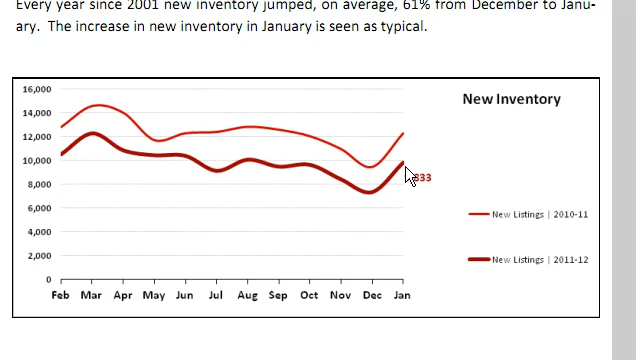 Every year since 2001 new inventory jumped, on average, 61% from December to Janu-
ary. The increase in new inventory in January is seen as typical.
New Inventory
16,000
14,000
12,000
10,000
8,000
6,000
4,000
2,000
0
333
Feb Mar Apr May Jun Jul Aug Sep Oct Nov Dec Jan
New Listings | 2010-11
New Listings | 2011-12